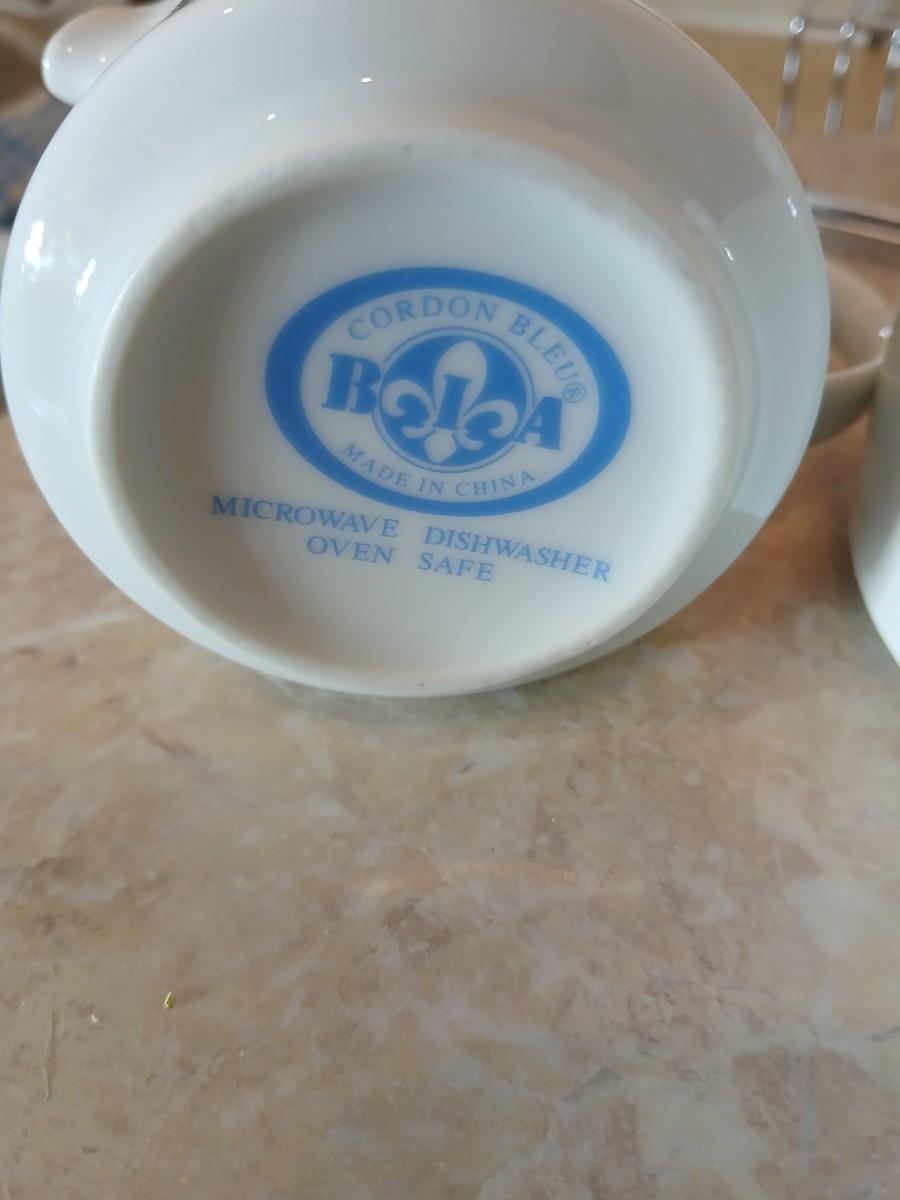 CORDON BLEU®
BIA
MADE IN CHINA
MICROWAVE DISHWASHER
OVEN SAFE